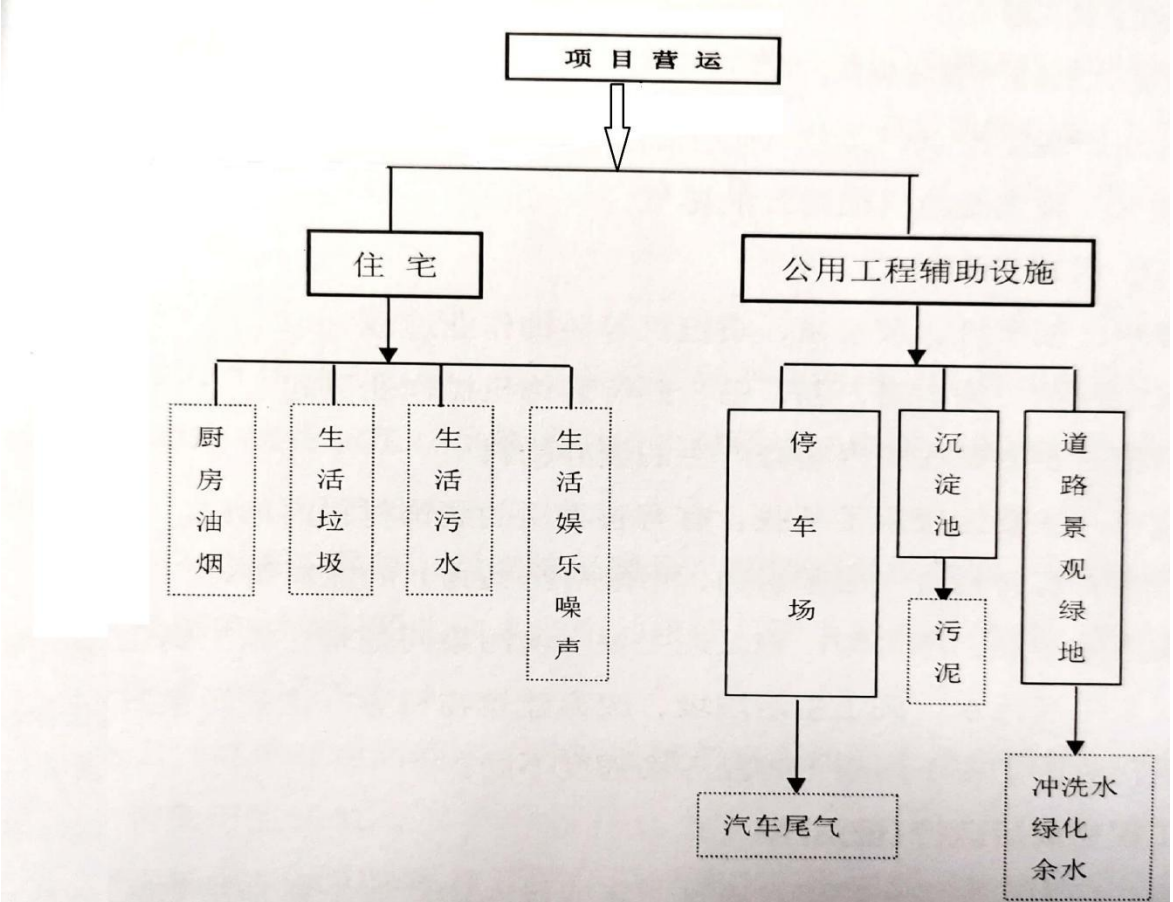 项目营运
住宅
公用工程辅助设施
厨房油烟
生活垃圾
生活污水
生活娱乐噪声
停车场
沉淀池
道路景观绿地
污泥
汽车尾气
冲洗水
绿化
余水